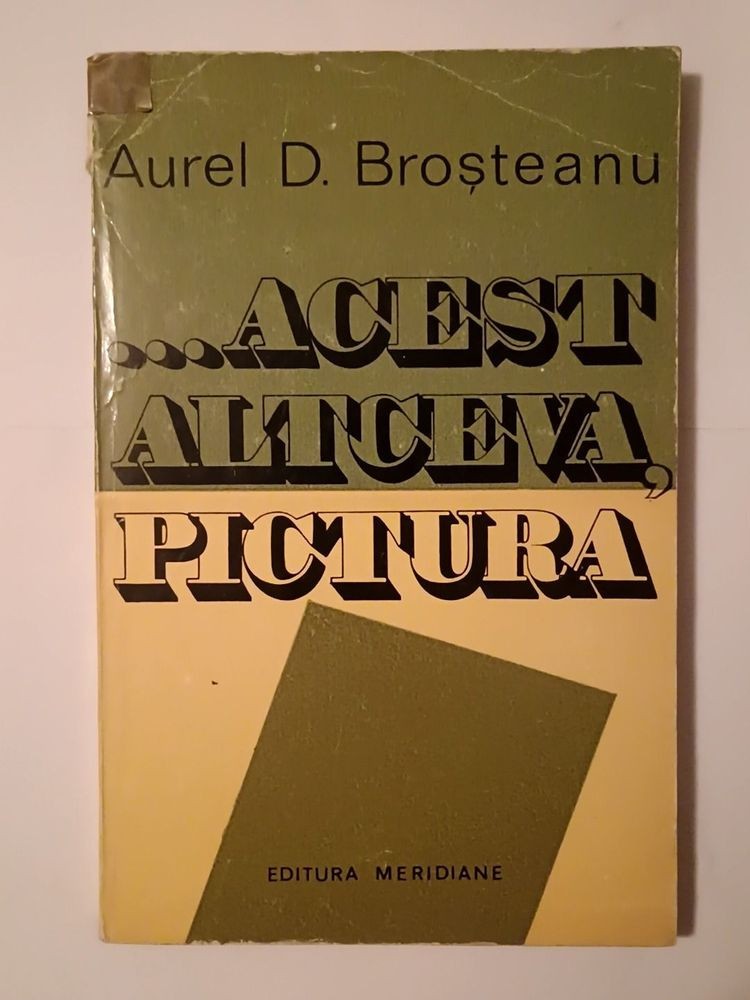 Aurel D. Broșteanu
...ACEST
ALTCEVA,
PICTURA
EDITURA MERIDIANE